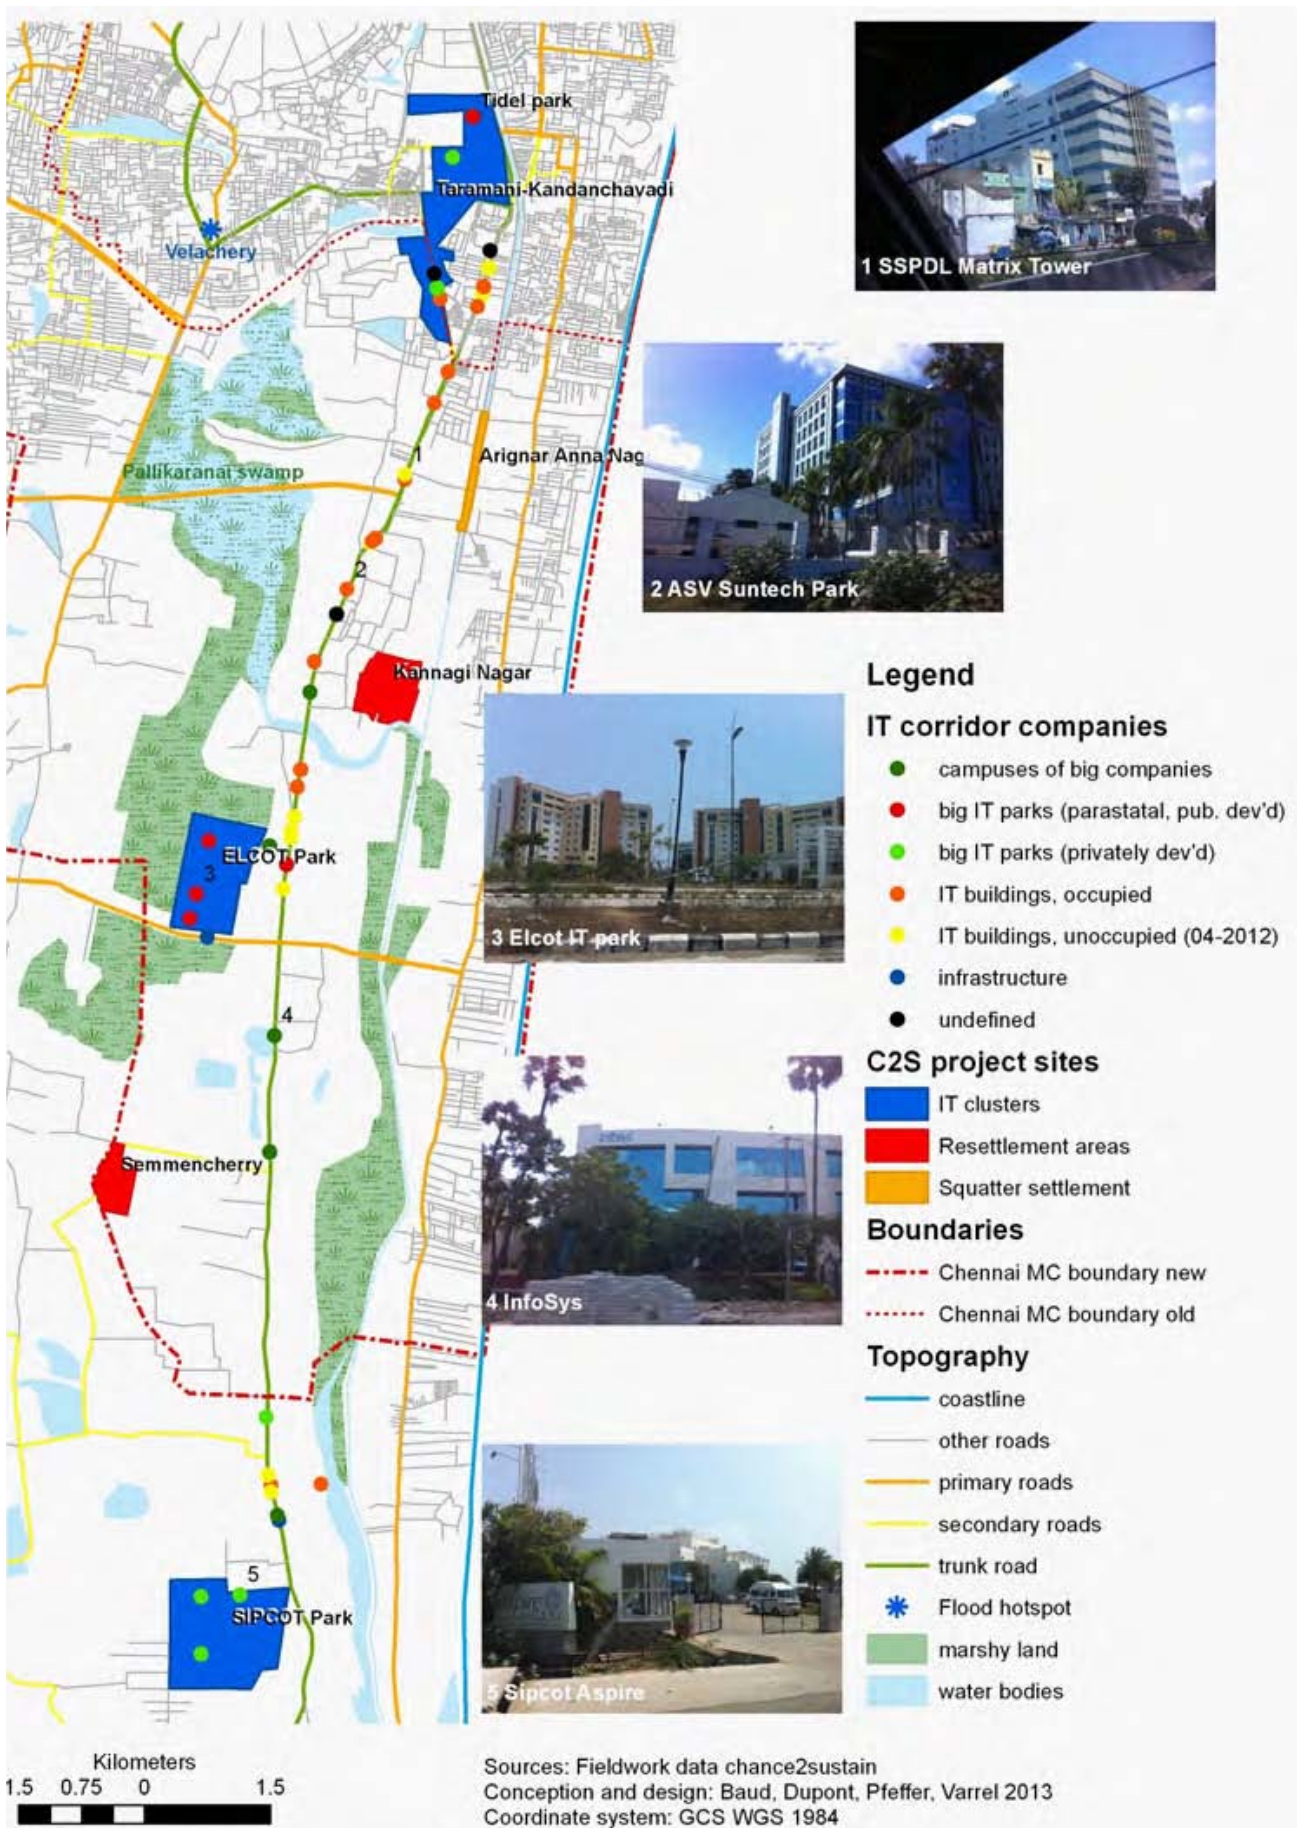 Tidel park
Taramani-Kandanchavadi
Velachery
1 SSPDL Matrix Tower
1
Arignar Anna Nag
Pallikaranai swamp
2
2 ASV Suntech Park
Kannagi Nagar
ELCOT Park
3
3 Elcot IT park
4
Semmencherry
4 InfoSys
5
SIPCOT Park
5 Sipcot Aspire
Legend
IT corridor companies
campuses of big companies
big IT parks (parastatal, pub. dev'd)
big IT parks (privately dev'd)
IT buildings, occupied
IT buildings, unoccupied (04-2012)
infrastructure
undefined
C2S project sites
IT clusters
Resettlement areas
Squatter settlement
Boundaries
Chennai MC boundary new
Chennai MC boundary old
Topography
coastline
other roads
primary roads
secondary roads
trunk road
Flood hotspot
marshy land
water bodies
Kilometers
1.5 0.75 0 1.5
Sources: Fieldwork data chance2sustain
Conception and design: Baud, Dupont, Pfeffer, Varrel 2013
Coordinate system: GCS WGS 1984